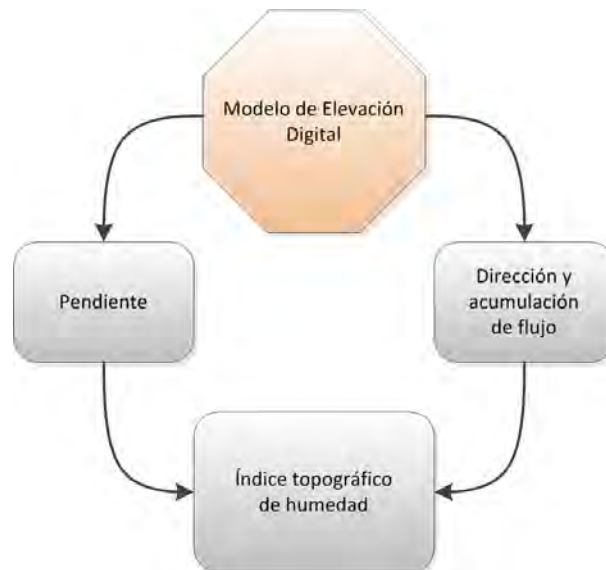 Modelo de Elevación
Digital
Pendiente
Dirección y
acumulación
de flujo
Índice topográfico
de humedad